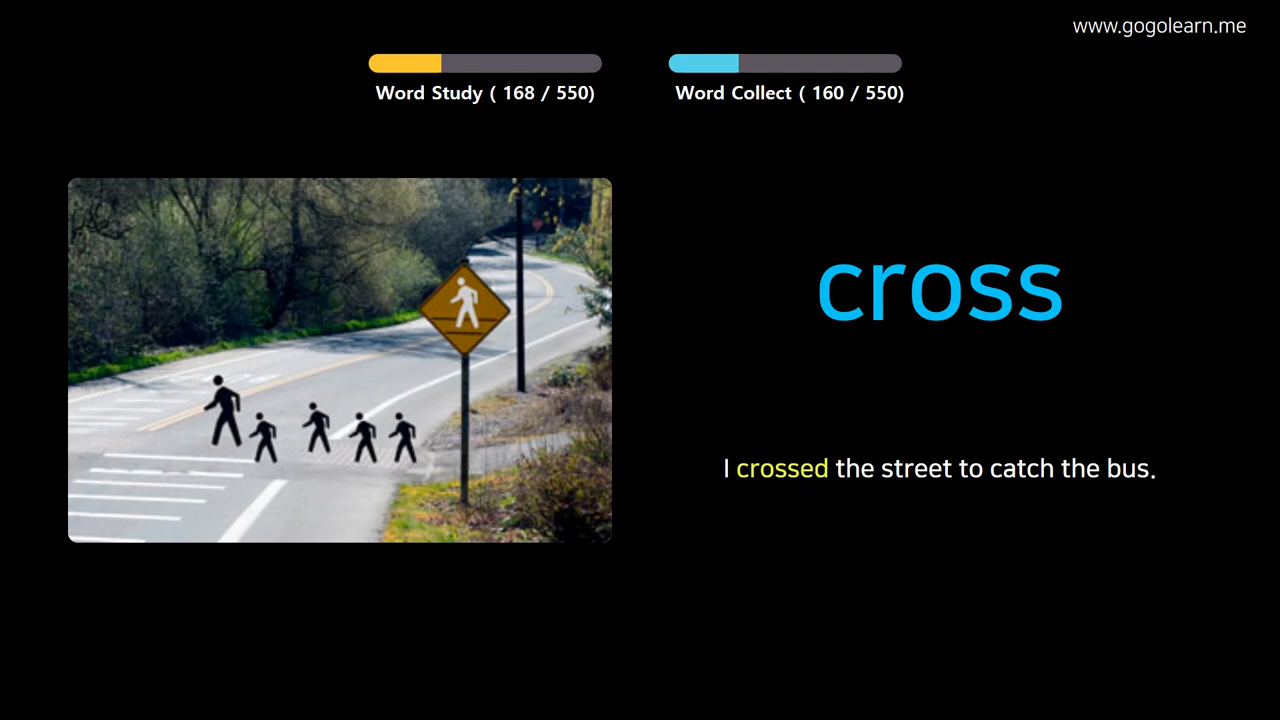 www.gogolearn.me
Word Study ( 168 / 550)
Word Collect ( 160 / 550)
cross
I crossed the street to catch the bus.